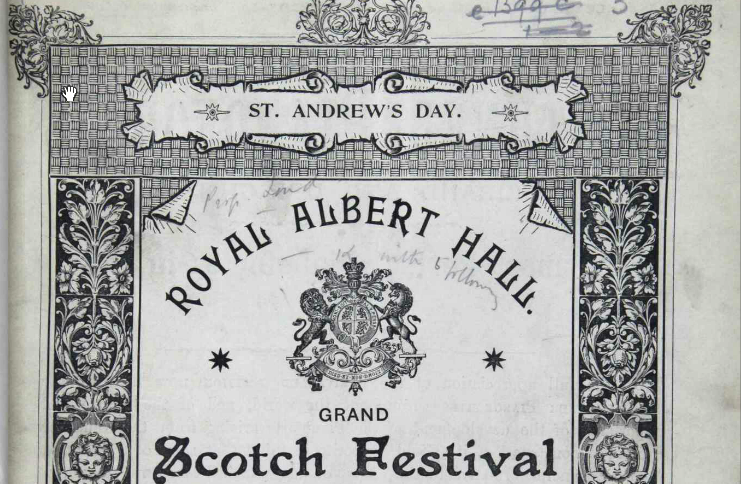 ST. ANDREW'S DAY.
ROYAL ALBERT HALL.
GRAND
Scotch Festival